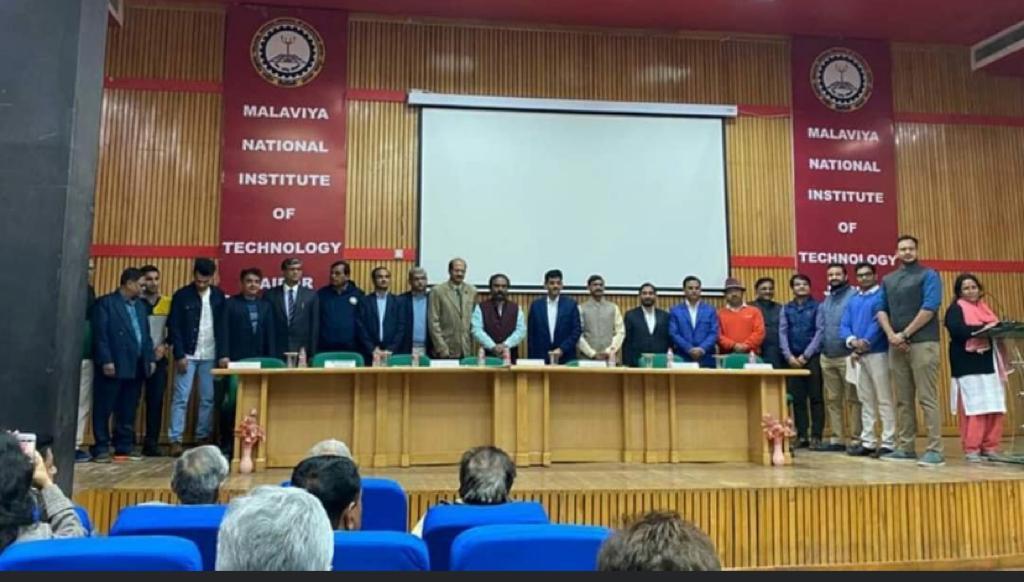 MALAVIYA
NATIONAL
INSTITUTE
OF
TECHNOLOGY
MALAVIYA
NATIONAL
INSTITUTE
OF
TECHNOLOGY